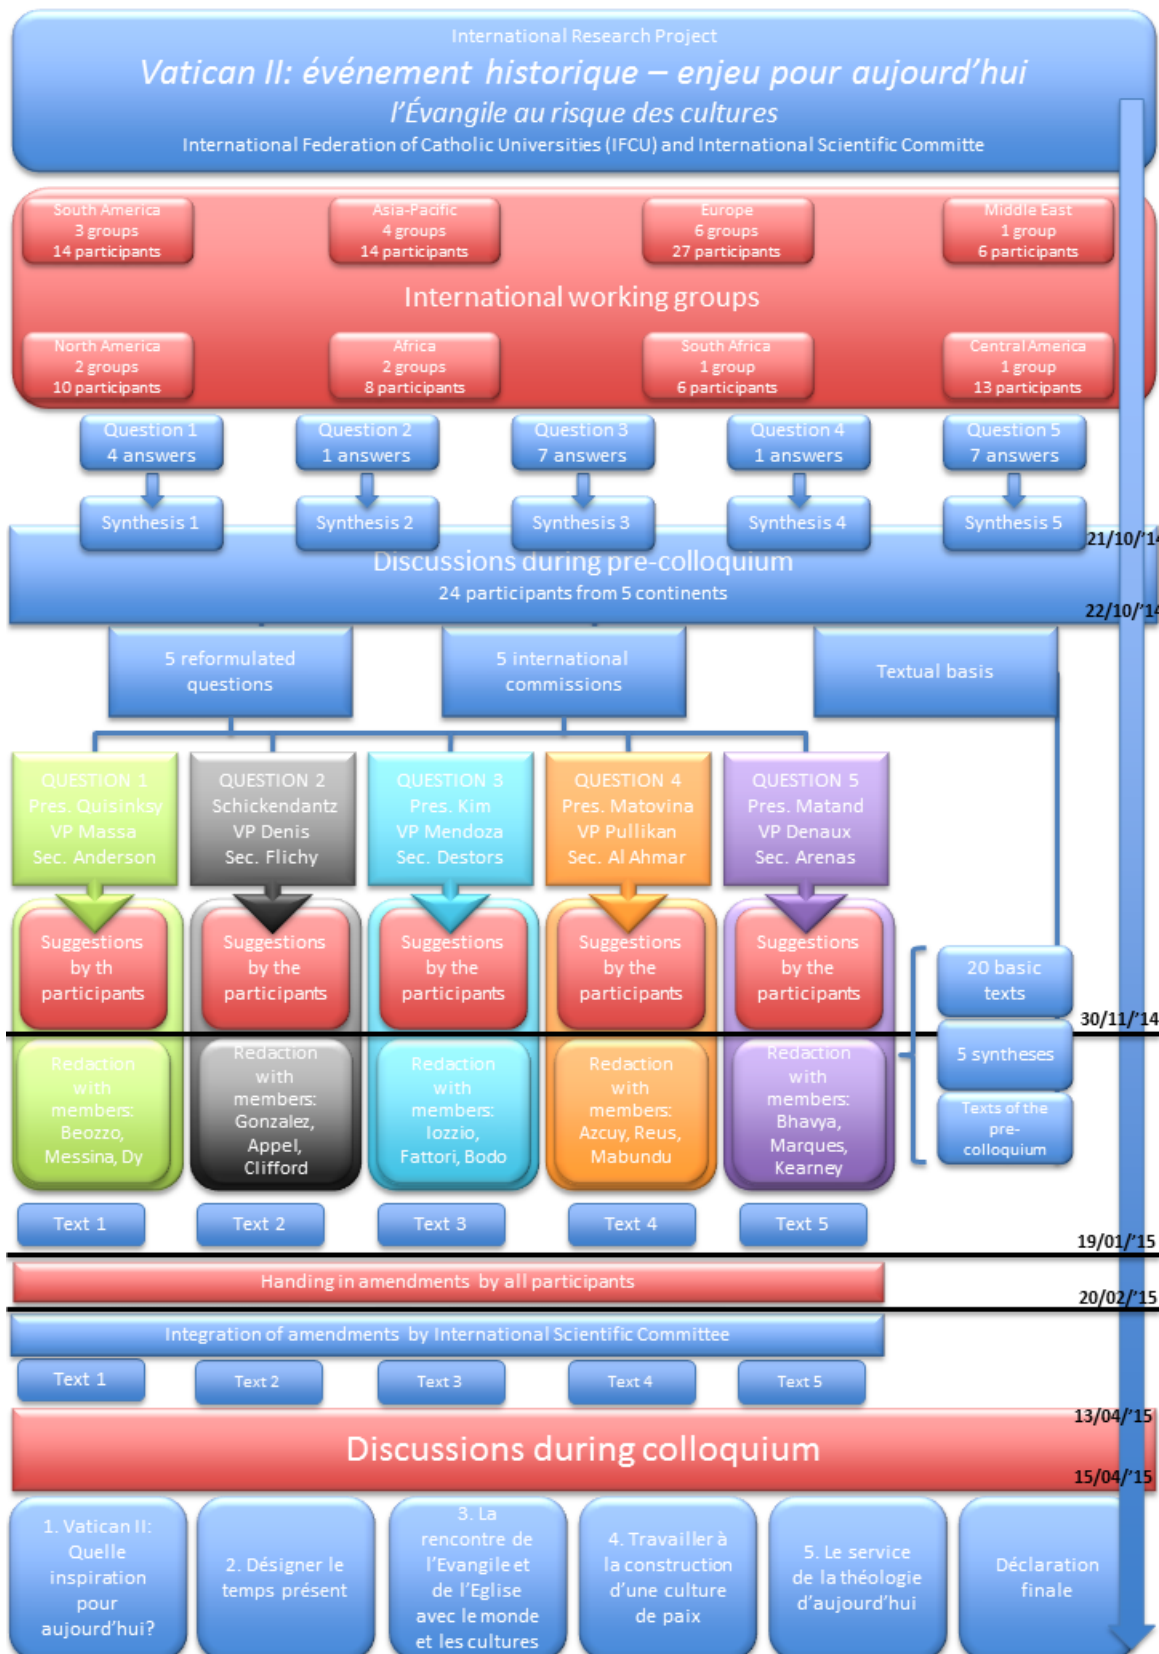 International Research Project
Vatican II: événement historique – enjeu pour aujourd'hui
l'Évangile au risque des cultures
International Federation of Catholic Universities (IFCU) and International Scientific Committe
South America
3 groups
14 participants
Asia-Pacific
4 groups
14 participants
Europe
6 groups
27 participants
Middle East
1 group
6 participants
International working groups
North America
2 groups
10 participants
Africa
2 groups
8 participants
South Africa
1 group
6 participants
Central America
1 group
13 participants
Question 1
4 answers
Question 2
1 answers
Question 3
7 answers
Question 4
1 answers
Question 5
7 answers
Synthesis 1
Synthesis 2
Synthesis 3
Synthesis 4
Synthesis 5
21/10/'14
Discussions during pre-colloquium
24 participants from 5 continents
22/10/'14
5 reformulated
questions
5 international
commissions
Textual basis
QUESTION 1
Pres. Quisinksy
VP Massa
Sec. Anderson
QUESTION 2
Schickendantz
VP Denis
Sec. Flichy
QUESTION 3
Pres. Kim
VP Mendoza
Sec. Destors
QUESTION 4
Pres. Matovina
VP Pullikan
Sec. Al Ahmar
QUESTION 5
Pres. Matand
VP Denaux
Sec. Arenas
Suggestions
by th
participants
Suggestions
by the
participants
Suggestions
by the
participants
Suggestions
by the
participants
Suggestions
by the
participants
20 basic
texts
30/11/'14
5 syntheses
Texts of the
pre-
colloquium
Redaction
with
members:
Beozzo,
Messina, Dy
Redaction
with
members:
Gonzalez,
Appel,
Clifford
Redaction
with
members:
Iozzio,
Fattori, Bodo
Redaction
with
members:
Azcuy, Reus,
Mabundu
Redaction
with
members:
Bhavya,
Marques,
Kearney
Text 1
Text 2
Text 3
Text 4
Text 5
19/01/'15
Handing in amendments by all participants
20/02/'15
Integration of amendments by International Scientific Committee
Text 1
Text 2
Text 3
Text 4
Text 5
13/04/'15
Discussions during colloquium
15/04/'15
1. Vatican II:
Quelle
inspiration
pour
aujourd'hui?
2. Désigner le
temps présent
3. La
rencontre de
l'Evangile et
de l'Eglise
avec le monde
et les cultures
4. Travailler à
la construction
d'une culture
de paix
5. Le service
de la théologie
d'aujourd'hui
Déclaration
finale